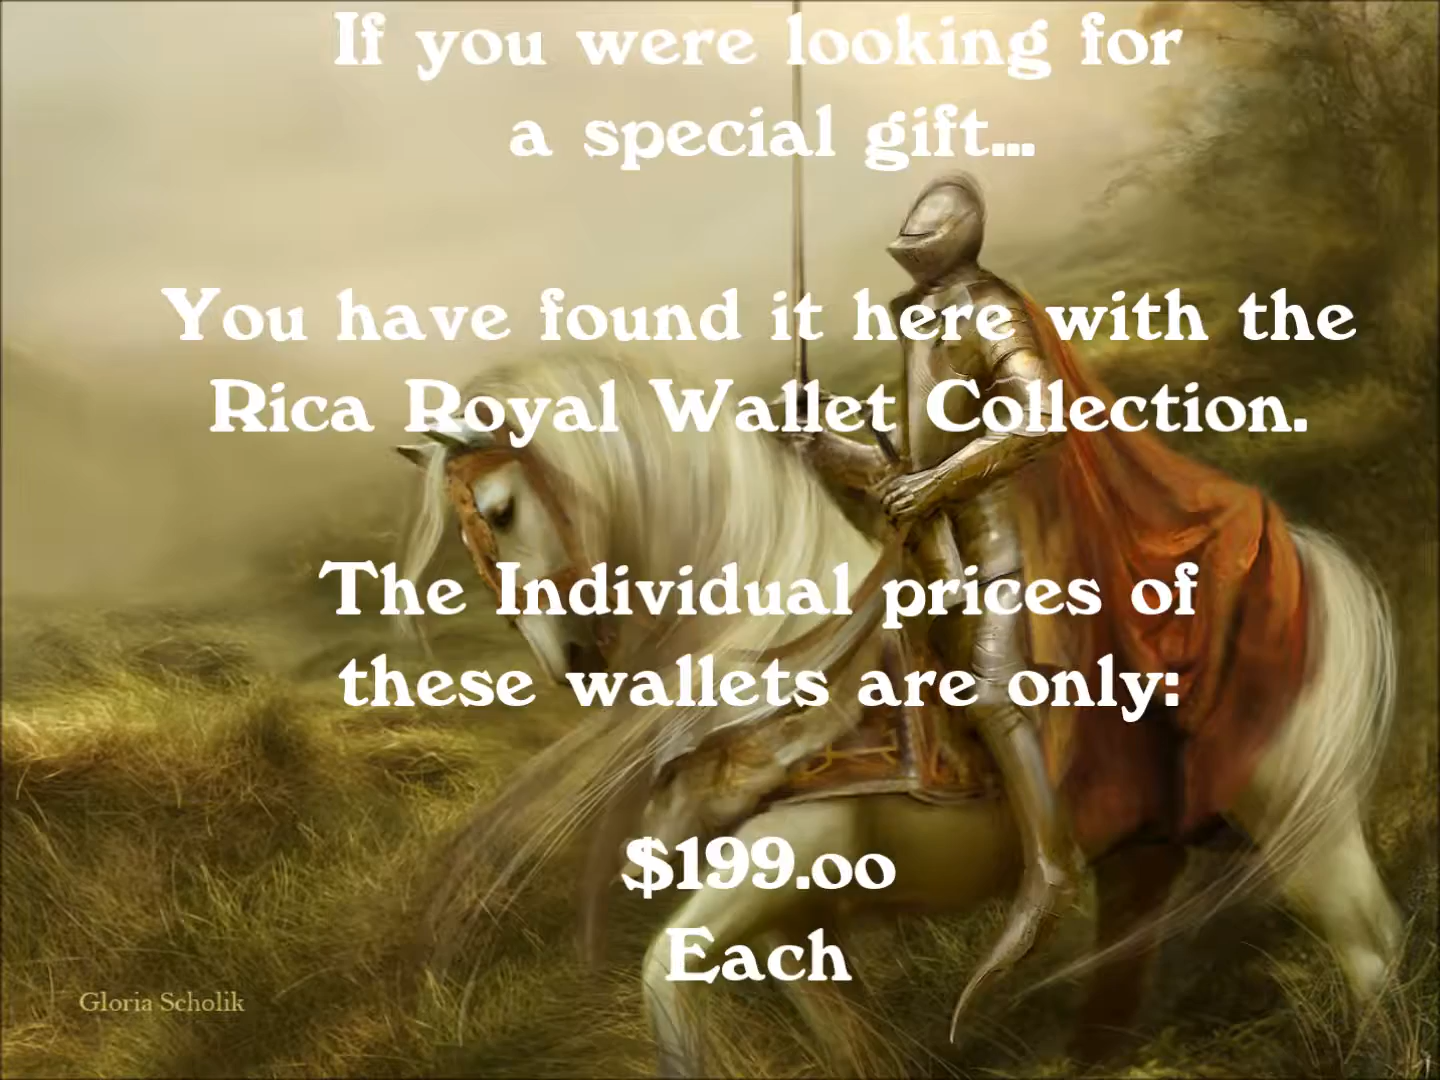 If you were looking for
a special gift...
You have found it here with the
Rica Royal Wallet Collection.
The Individual prices of
these wallets are only:
$199.00
Each
Gloria Scholik